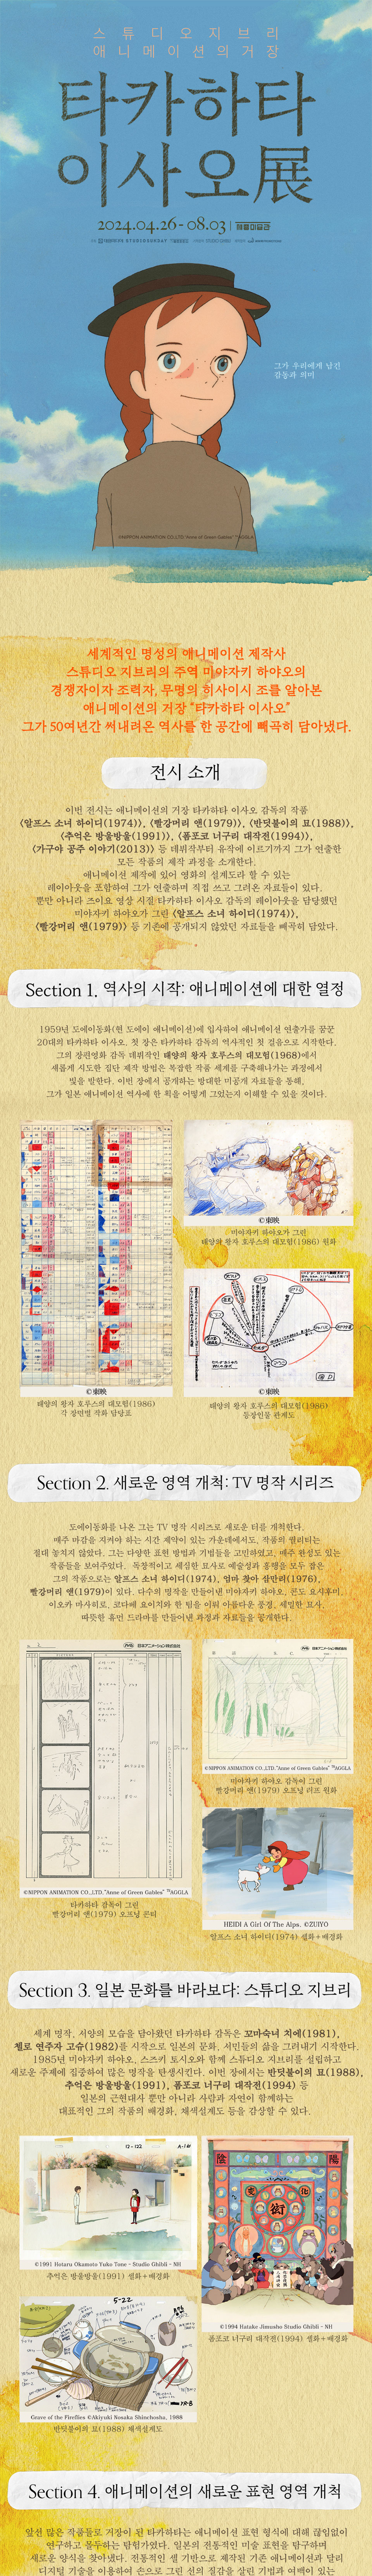 스튜디오지브리
애니메이션의거장
타카하타
이사오展
2024.04.26 - 08.03 | 세종미술관
그가 우리에게 남긴
감동과 의미
©NIPPON ANIMATION CO.,LTD. "Anne of Green Gables" ™AGGLA
세계적인 명성의 애니메이션 제작사
스튜디오 지브리의 주역 미야자키 하야오의
경쟁자이자 조력자, 무명의 히사이시 조를 알아본
애니메이션의 거장 “타카하타 이사오”
그가 50여년간 써내려온 역사를 한 공간에 빼곡히 담아냈다.
전시 소개
이번 전시는 애니메이션의 거장 타카하타 이사오 감독의 작품
<알프스 소녀 하이디(1974)>, <빨강머리 앤(1979)>, <반딧불이의 묘(1988)>,
<추억은 방울방울(1991)>, <폼포코 너구리 대작전(1994)>,
<가구야 공주 이야기(2013)> 등 데뷔작부터 유작에 이르기까지 그가 연출한
모든 작품의 제작 과정을 소개한다.
애니메이션 제작에 있어 영화의 설계도라 할 수 있는
레이아웃을 포함하여 그가 연출하며 직접 쓰고 그려온 자료들이 있다.
뿐만 아니라 즈이요 영상 시절 타카하타 이사오 감독의 레이아웃을 담당했던
미야자키 하야오가 그린 <알프스 소녀 하이디(1974)>,
<빨강머리 앤(1979)> 등 기존에 공개되지 않았던 자료들을 빼곡히 담았다.
Section 1. 역사의 시작: 애니메이션에 대한 열정
1959년 도에이동화(현 도에이 애니메이션)에 입사하여 애니메이션 연출가를 꿈꾼
20대의 타카하타 이사오. 첫 장은 타카하타 감독의 역사적인 첫 걸음으로 시작한다.
그의 장편영화 감독 데뷔작인 태양의 왕자 호루스의 대모험(1968)에서
새롭게 시도한 집단 제작 방법은 복잡한 작품 세계를 구축해나가는 과정에서
빛을 발한다. 이번 장에서 공개하는 방대한 미공개 자료들을 통해,
그가 일본 애니메이션 역사에 한 획을 어떻게 그었는지 이해할 수 있을 것이다.
©東映
미야자키 하야오가 그린
태양의 왕자 호루스의 대모험(1986) 원화
©東映
태양의 왕자 호루스의 대모험(1986)
각 장면별 작화 담당표
©東映
태양의 왕자 호루스의 대모험(1986)
등장인물 관계도
Section 2. 새로운 영역 개척: TV 명작 시리즈
도에이동화를 나온 그는 TV 명작 시리즈로 새로운 터를 개척한다.
매주 마감을 지켜야 하는 시간 제약이 있는 가운데에서도, 작품의 퀄리티는
절대 놓치지 않았다. 그는 다양한 표현 방법과 기법들을 고민하였고, 매주 완성도 있는
작품들을 보여주었다. 독창적이고 세심한 묘사로 예술성과 흥행을 모두 잡은
그의 작품으로는 알프스 소녀 하이디(1974), 엄마 찾아 삼만리(1976),
빨강머리 앤(1979)이 있다. 다수의 명작을 만들어낸 미야자키 하야오, 콘도 요시후미,
이오카 마사히로, 코타베 요이치와 한 팀을 이뤄 아름다운 풍경, 세밀한 묘사,
따뜻한 휴먼 드라마를 만들어낸 과정과 자료들을 공개한다.
日本アニメーション株式会社
日本アニメーション株式会社
©NIPPON ANIMATION CO.,LTD."Anne of Green Gables" ™AGGLA
미야자키 하야오 감독이 그린
빨강머리 앤(1979) 오프닝 러프 원화
©NIPPON ANIMATION CO.,LTD. "Anne of Green Gables" ™AGGLA
타카하타 감독이 그린
빨강머리 앤(1979) 오프닝 콘티
HEIDI A Girl Of The Alps. ©ZUIYO
알프스 소녀 하이디(1974) 셀화+배경화
Section 3. 일본 문화를 바라보다: 스튜디오 지브리
세계 명작, 서양의 모습을 담아왔던 타카하타 감독은 꼬마숙녀 치에(1981),
첼로 연주자 고슈(1982)를 시작으로 일본의 문화, 서민들의 삶을 그려내기 시작한다.
1985년 미야자키 하야오, 스즈키 토시오와 함께 스튜디오 지브리를 설립하고
새로운 주제에 집중하여 많은 명작을 탄생시킨다. 이번 장에서는 반딧불이의 묘(1988),
추억은 방울방울(1991), 폼포코 너구리 대작전(1994) 등
일본의 근현대사 뿐만 아니라 사람과 자연이 함께하는
대표적인 그의 작품의 배경화, 채색설계도 등을 감상할 수 있다.
©1991 Hotaru Okamoto Yuko Tone - Studio Ghibli - NH
추억은 방울방울(1991) 셀화+배경화
陰
陽
変
化
術
©1994 Hatake Jimusho Studio Ghibli - NH
폼포코 너구리 대작전(1994) 셀화+배경화
5-22
Grave of the Fireflies ©Akiyuki Nosaka Shinchosha, 1988
반딧불이의 묘(1988) 채색설계도
Section 4. 애니메이션의 새로운 표현 영역 개척
앞선 많은 작품들로 거장이 된 타카하타는 애니메이션 표현 형식에 대해 끊임없이
연구하고 몰두하는 탐험가였다. 일본의 전통적인 미술 표현을 탐구하며
새로운 양식을 찾아냈다. 전통적인 셀 기반으로 제작된 기존 애니메이션과 달리
디지털 기술을 이용하여 손으로 그린 선의 질감을 살린 기법과 여백이 있는